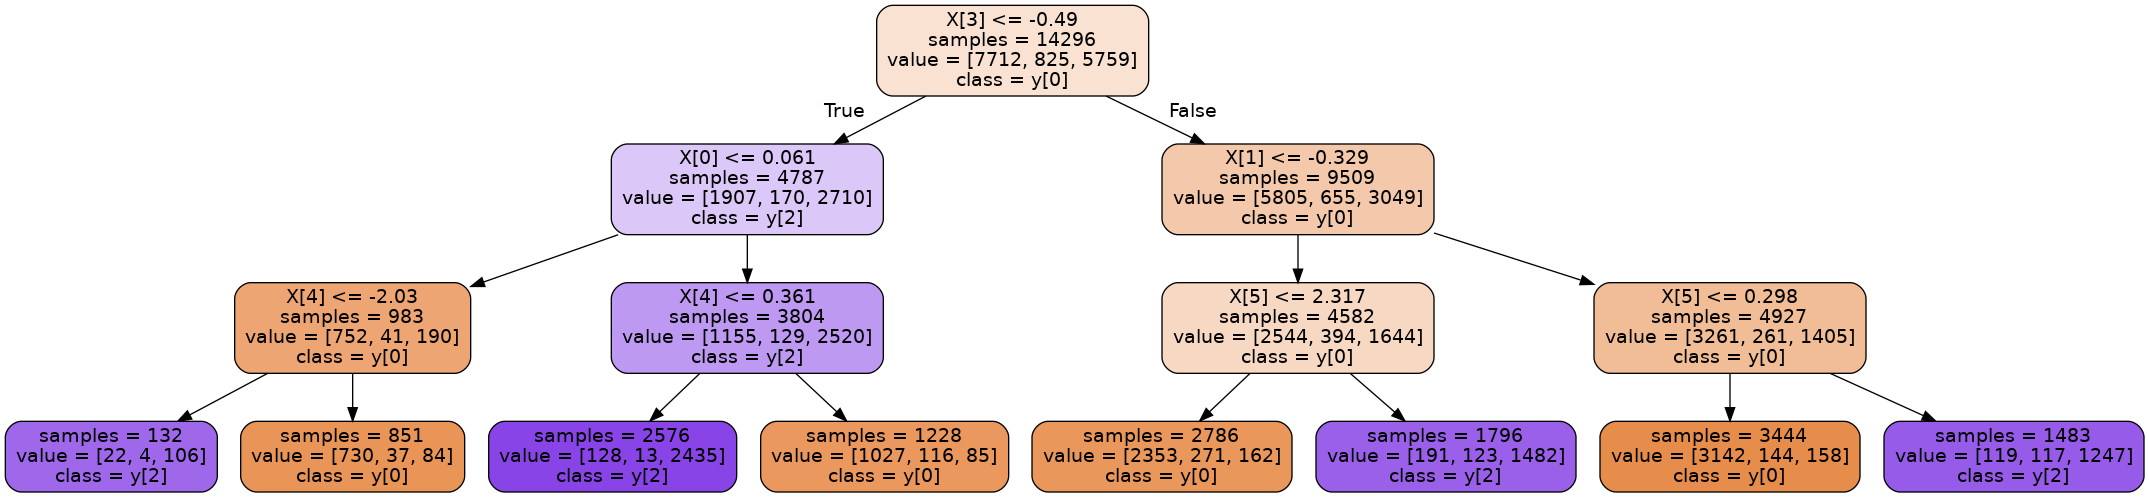 X[3] <= -0.49
samples = 14296
value = [7712, 825, 5759]
class = y[0]
True
False
X[0] <= 0.061
samples = 4787
value = [1907, 170, 2710]
class = y[2]
X[1] <= -0.329
samples = 9509
value = [5805, 655, 3049]
class = y[0]
X[4] <= -2.03
samples = 983
value = [752, 41, 190]
class = y[0]
X[4] <= 0.361
samples = 3804
value = [1155, 129, 2520]
class = y[2]
X[5] <= 2.317
samples = 4582
value = [2544, 394, 1644]
class = y[0]
X[5] <= 0.298
samples = 4927
value = [3261, 261, 1405]
class = y[0]
samples = 132
value = [22, 4, 106]
class = y[2]
samples = 851
value = [730, 37, 84]
class = y[0]
samples = 2576
value = [128, 13, 2435]
class = y[2]
samples = 1228
value = [1027, 116, 85]
class = y[0]
samples = 2786
value = [2353, 271, 162]
class = y[0]
samples = 1796
value = [191, 123, 1482]
class = y[2]
samples = 3444
value = [3142, 144, 158]
class = y[0]
samples = 1483
value = [119, 117, 1247]
class = y[2]